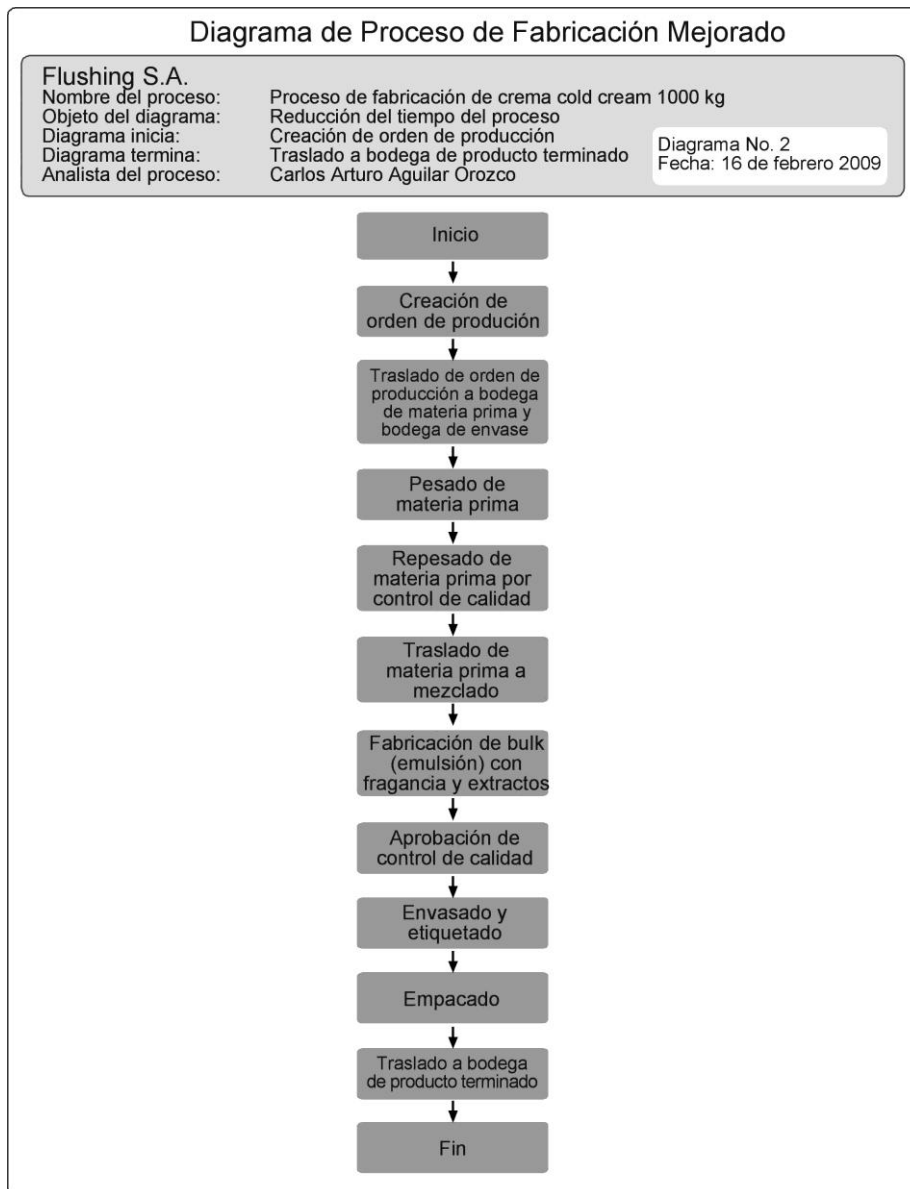 Diagrama de Proceso de Fabricación Mejorado
Flushing S.A.
Nombre del proceso: Proceso de fabricación de crema cold cream 1000 kg
Objeto del diagrama: Reducción del tiempo del proceso
Diagrama inicia: Creación de orden de producción
Diagrama termina: Traslado a bodega de producto terminado
Analista del proceso: Carlos Arturo Aguilar Orozco
Diagrama No. 2
Fecha: 16 de febrero 2009
Inicio
Creación de
orden de produción
Traslado de orden de
producción a bodega
de materia prima y
bodega de envase
Pesado de
materia prima
Repesado de
materia prima por
control de calidad
Traslado de
materia prima a
mezclado
Fabricación de bulk
(emulsión) con
fragancia y extractos
Aprobación de
control de calidad
Envasado y
etiquetado
Empacado
Traslado a bodega
de producto terminado
Fin